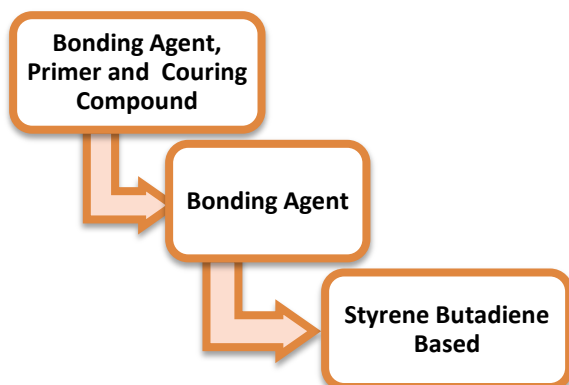 Bonding Agent,
Primer and Couring
Compound
Bonding Agent
Styrene Butadiene
Based